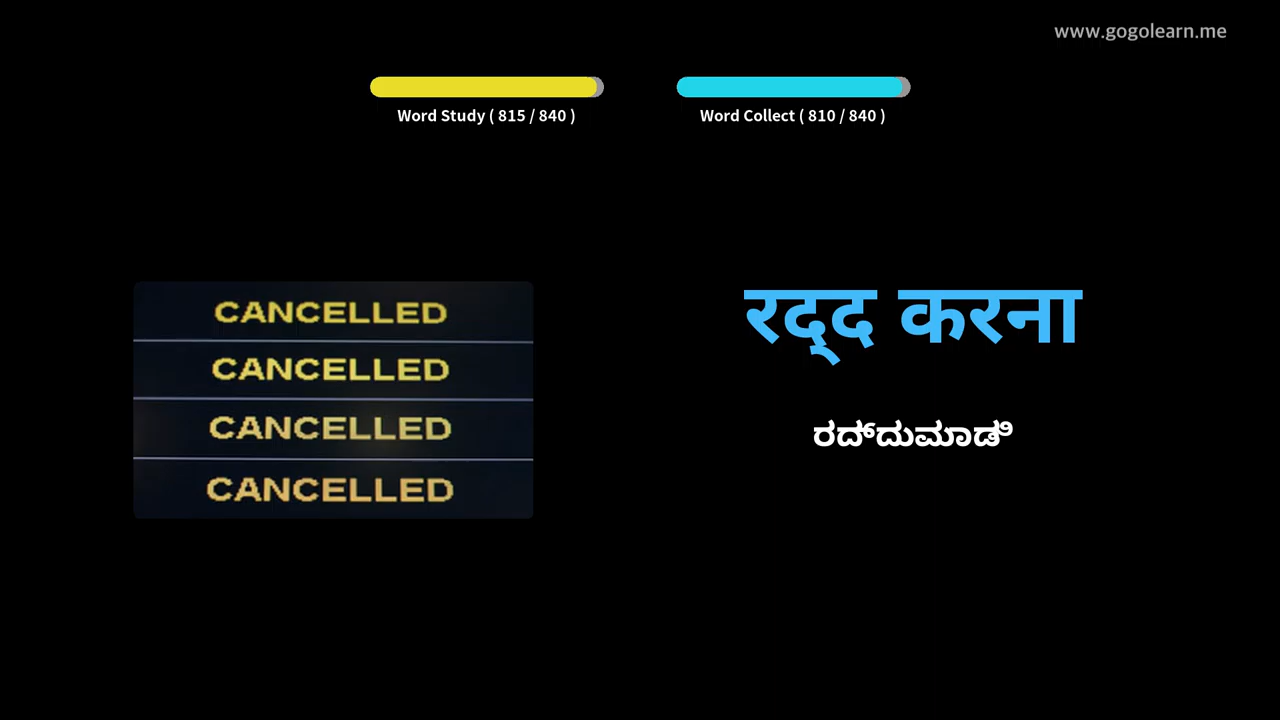 www.gogolearn.me
Word Study ( 815 / 840 )
Word Collect ( 810 / 840 )
CANCELLED
CANCELLED
CANCELLED
CANCELLED
रद्द करना
ರದ್ದುಮಾಡಿ